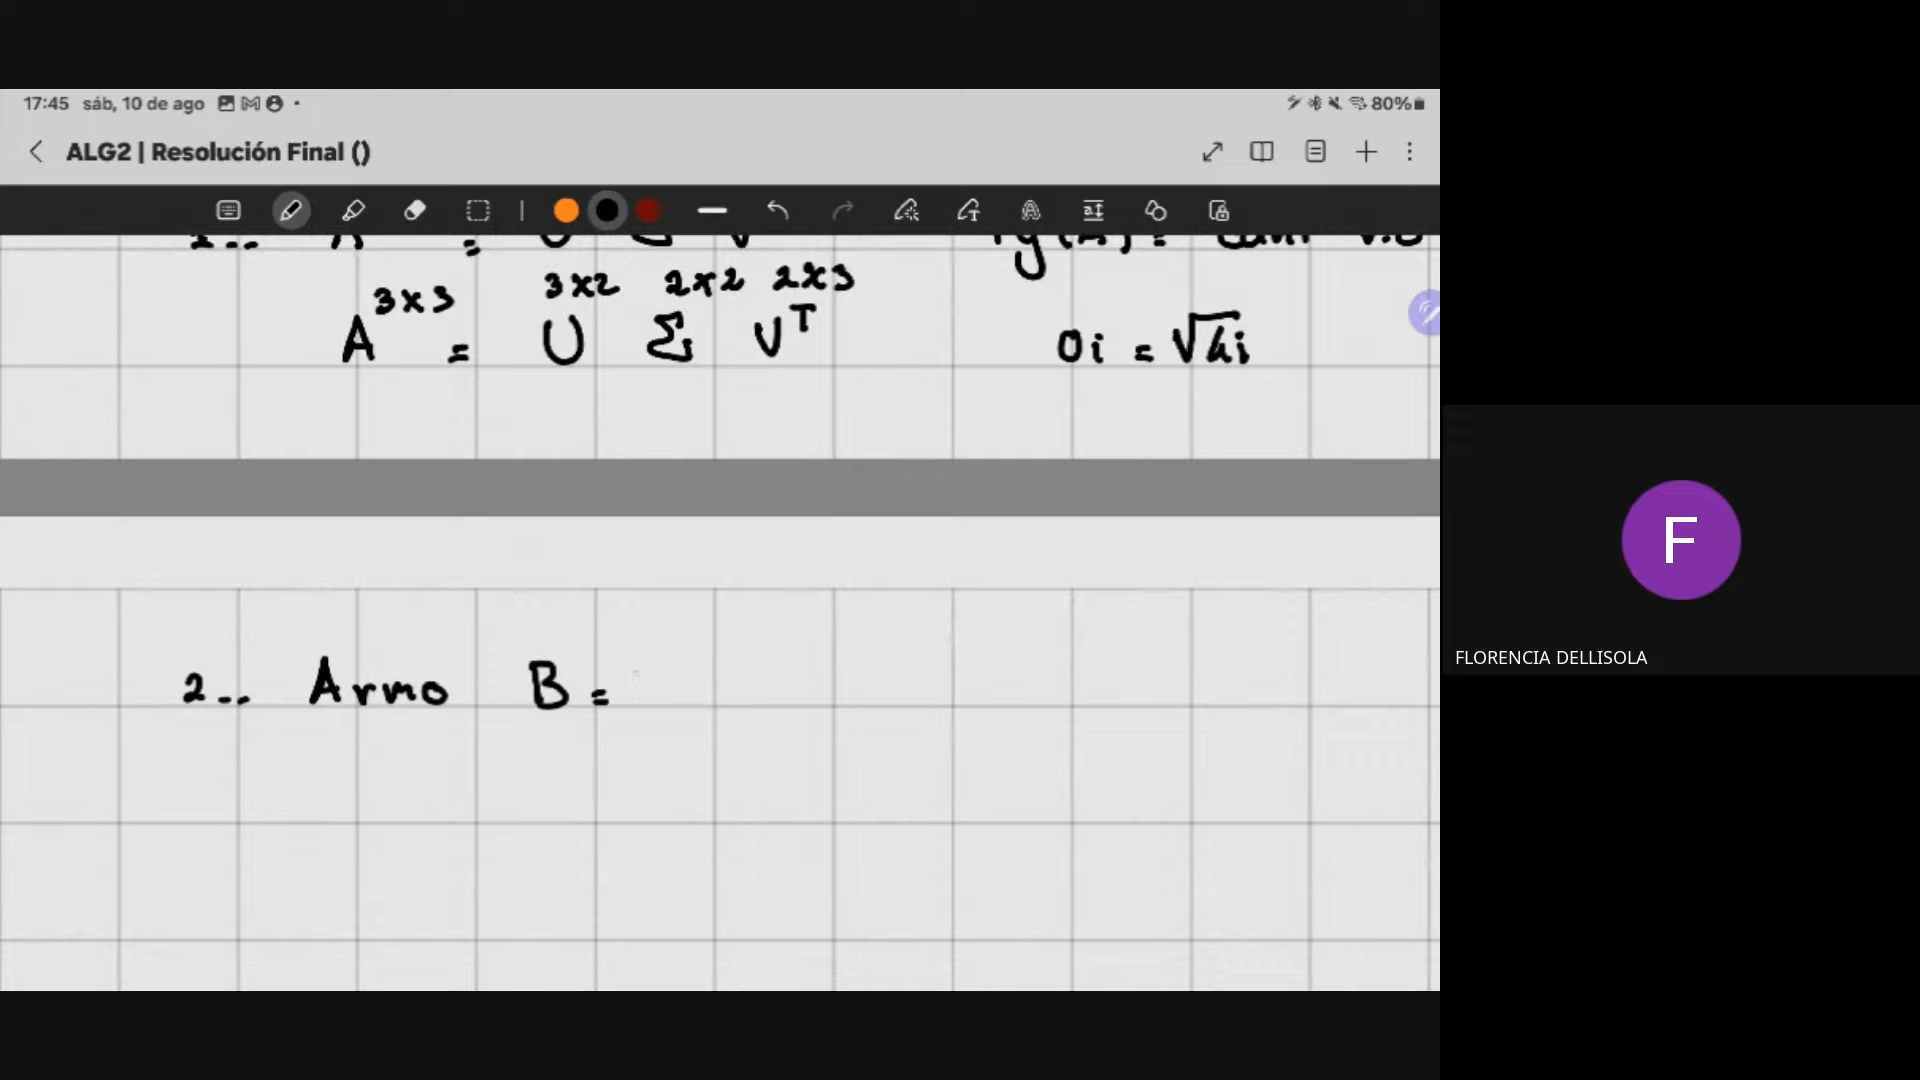 17:45 sáb, 10 de ago 80%
ALG2 | Resolución Final ()
3x3 3x2 2x2 2x3
A = U Σ V^T σi = √λi
2.. Armo B =
F
FLORENCIA DELLISOLA